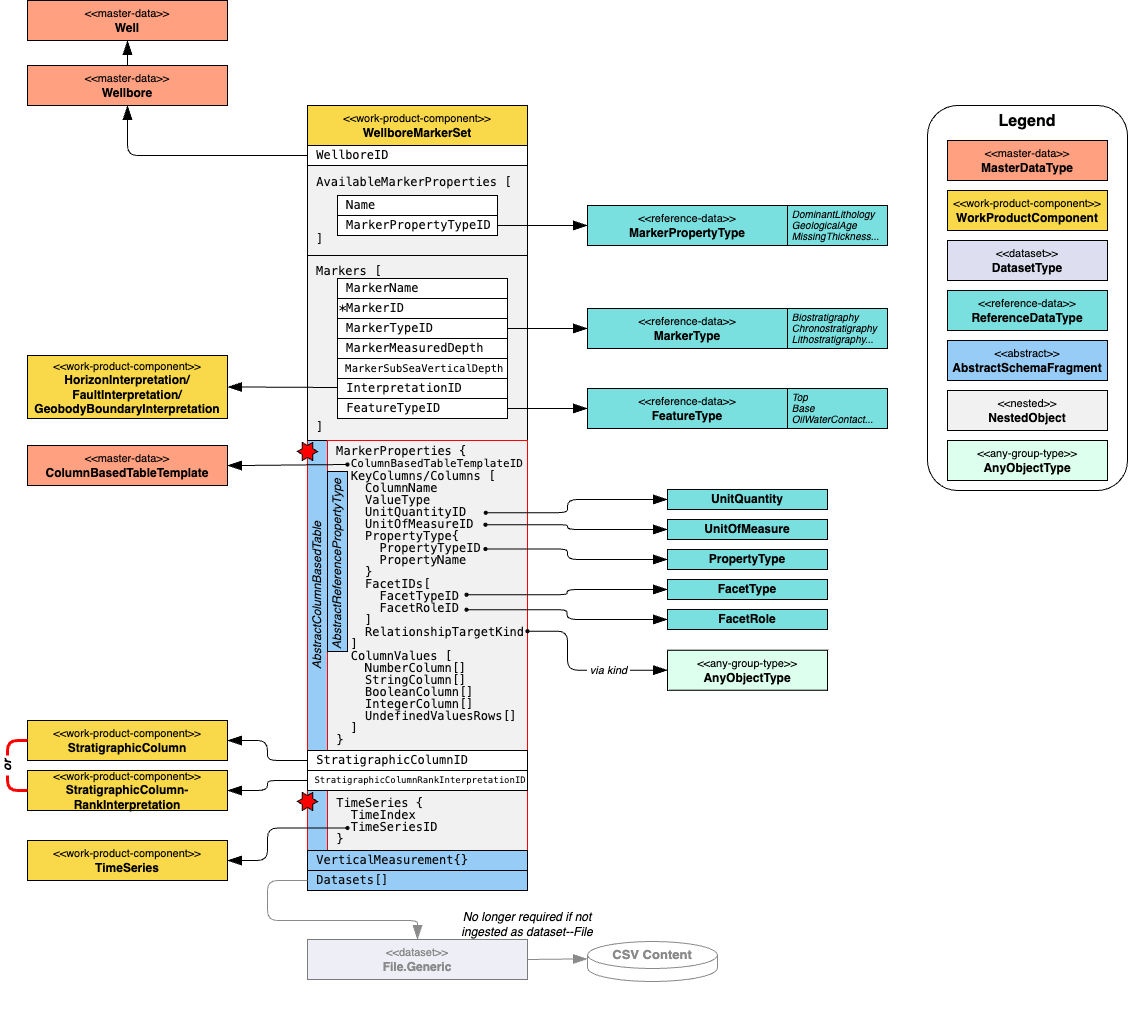 <<master-data>>
Well
<<master-data>>
Wellbore
<<work-product-component>>
WellboreMarkerSet
WellboreID
AvailableMarkerProperties [
Name
MarkerPropertyTypeID
]
<<reference-data>>
MarkerPropertyType
DominantLithology
GeologicalAge
MissingThickness...
Markers [
MarkerName
*MarkerID
MarkerTypeID
MarkerMeasuredDepth
MarkerSubSeaVerticalDepth
InterpretationID
FeatureTypeID
]
<<reference-data>>
MarkerType
Biostratigraphy
Chronostratigraphy
Lithostratigraphy...
<<work-product-component>>
HorizonInterpretation/
FaultInterpretation/
GeobodyBoundaryInterpretation
<<reference-data>>
FeatureType
Top
Base
OilWaterContact...
<<master-data>>
ColumnBasedTableTemplate
AbstractColumnBasedTable
AbstractReferencePropertyType
MarkerProperties {
ColumnBasedTableTemplateID
KeyColumns/Columns [
ColumnName
ValueType
UnitQuantityID
UnitOfMeasureID
PropertyType{
PropertyTypeID
PropertyName
}
FacetIDs[
FacetTypeID
FacetRoleID
]
RelationshipTargetKind
]
ColumnValues [
NumberColumn[]
StringColumn[]
BooleanColumn[]
IntegerColumn[]
UndefinedValuesRows[]
]
}
UnitQuantity
UnitOfMeasure
PropertyType
FacetType
FacetRole
via kind
<<any-group-type>>
AnyObjectType
StratigraphicColumnID
StratigraphicColumnRankInterpretationID
or
<<work-product-component>>
StratigraphicColumn
<<work-product-component>>
StratigraphicColumn-
RankInterpretation
TimeSeries {
TimeIndex
TimeSeriesID
}
<<work-product-component>>
TimeSeries
VerticalMeasurement{}
Datasets[]
No longer required if not
ingested as dataset--File
<<dataset>>
File.Generic
CSV Content
Legend
<<master-data>>
MasterDataType
<<work-product-component>>
WorkProductComponent
<<dataset>>
DatasetType
<<reference-data>>
ReferenceDataType
<<abstract>>
AbstractSchemaFragment
<<nested>>
NestedObject
<<any-group-type>>
AnyObjectType